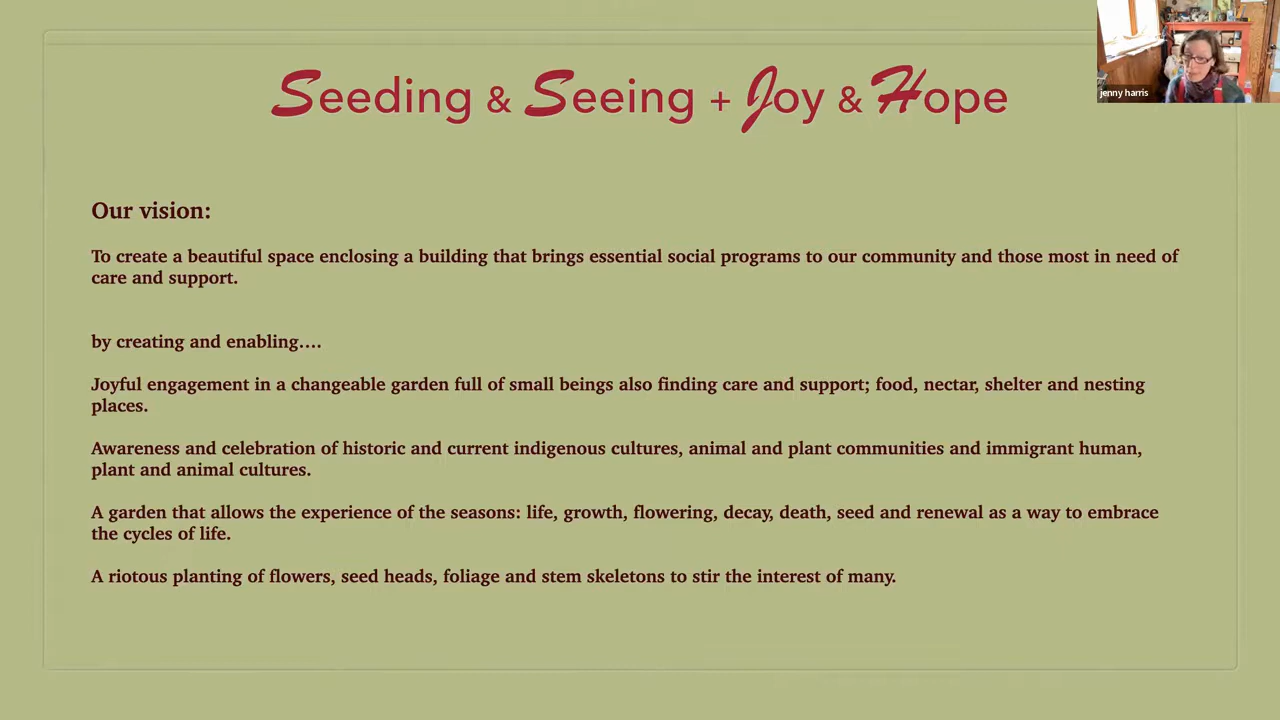 Seeding & Seeing + Joy & Hope
jenny harris
Our vision:
To create a beautiful space enclosing a building that brings essential social programs to our community and those most in need of
care and support.
by creating and enabling....
Joyful engagement in a changeable garden full of small beings also finding care and support; food, nectar, shelter and nesting
places.
Awareness and celebration of historic and current indigenous cultures, animal and plant communities and immigrant human,
plant and animal cultures.
A garden that allows the experience of the seasons: life, growth, flowering, decay, death, seed and renewal as a way to embrace
the cycles of life.
A riotous planting of flowers, seed heads, foliage and stem skeletons to stir the interest of many.